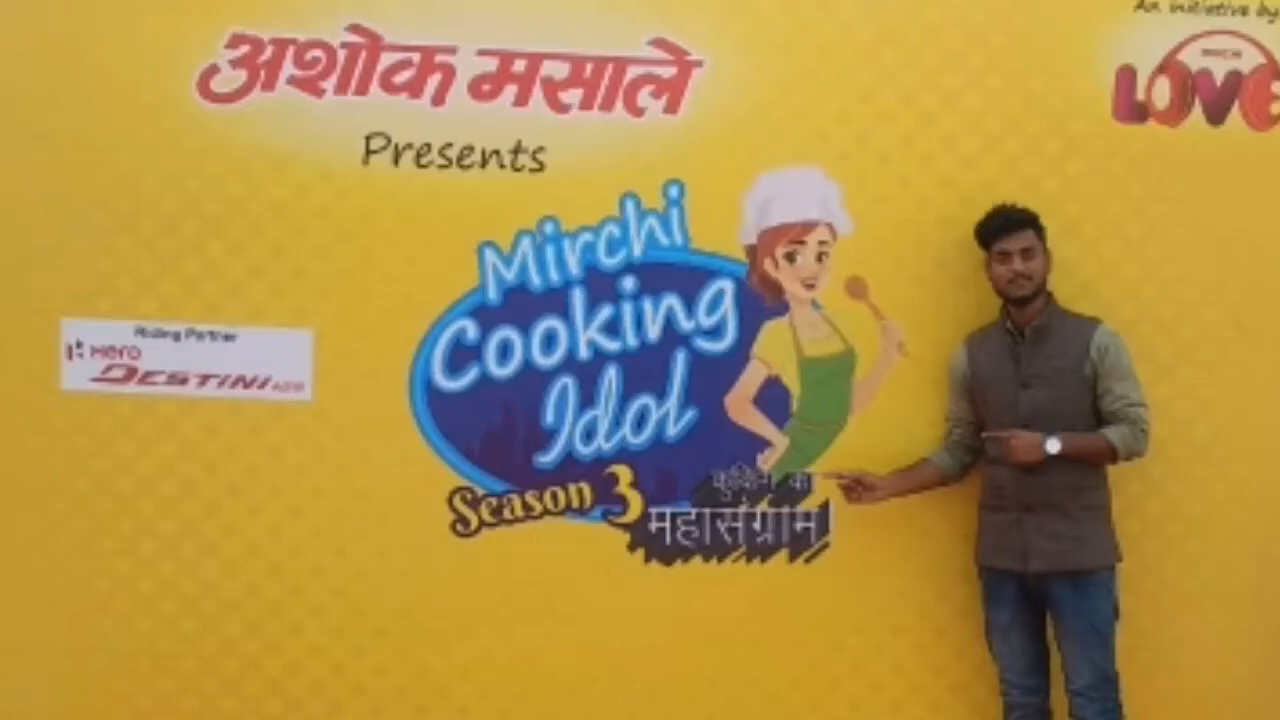 अशोक मसाले
Presents
An initiative by
LOVE
Mirchi
Cooking
Idol
Season 3
कुकिंग का
महासंग्राम
Riding Partner
Hero
DESTINI